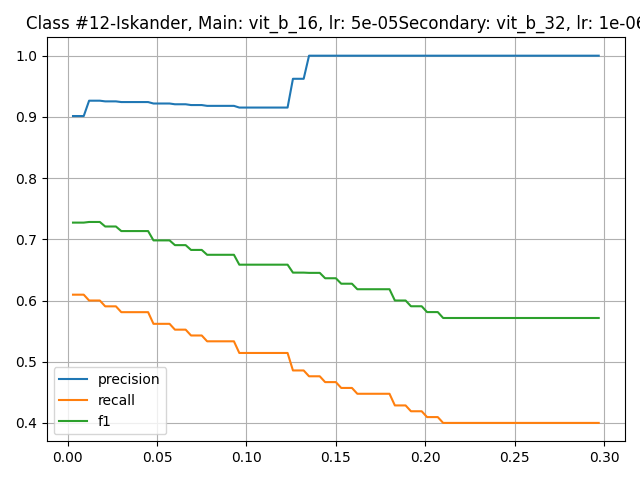 Class #12-Iskander, Main: vit_b_16, lr: 5e-05Secondary: vit_b_32, lr: 1e-06
1.0
0.9
0.8
0.7
0.6
0.5
0.4
precision
recall
f1
0.00 0.05 0.10 0.15 0.20 0.25 0.30